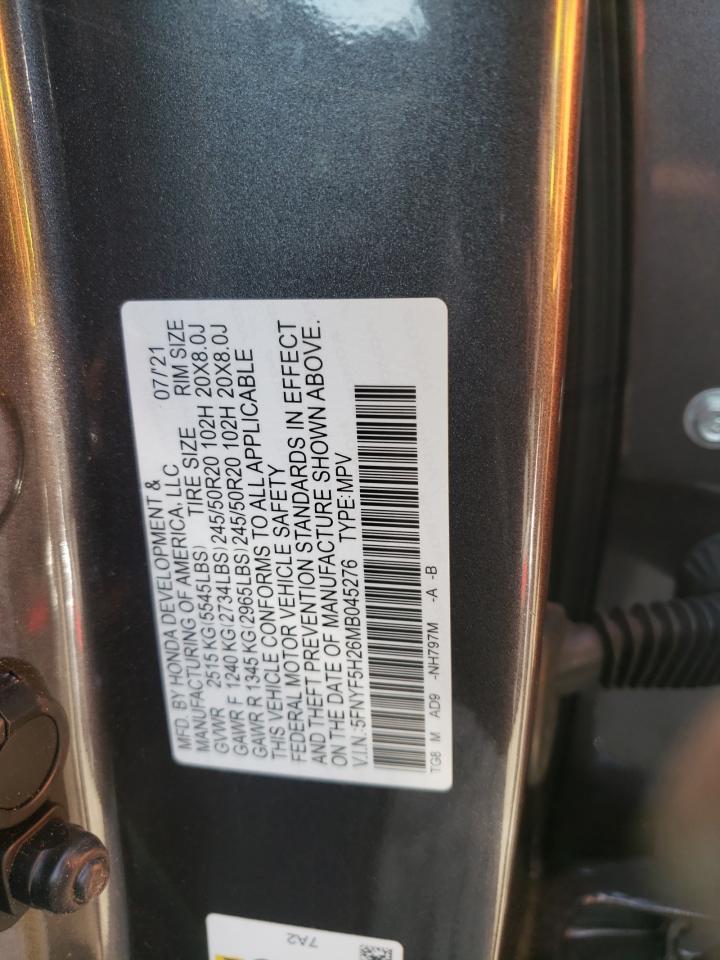 MFD. BY HONDA DEVELOPMENT & 07/'21
MANUFACTURING OF AMERICA, LLC TIRE SIZE RIM SIZE
GVWR 2515 KG(5545LBS)
GAWR F 1240 KG(2734LBS)245/50R20 102H 20X8.0J
GAWR R 1345 KG(2965LBS)245/50R20 102H 20X8.0J
THIS VEHICLE CONFORMS TO ALL APPLICABLE
FEDERAL MOTOR VEHICLE SAFETY
AND THEFT PREVENTION STANDARDS IN EFFECT
ON THE DATE OF MANUFACTURE SHOWN ABOVE.
V.I.N.:5FNYF5H26MB045276 TYPE:MPV
TG8 M AD9 -NH797M -A -B
7A2